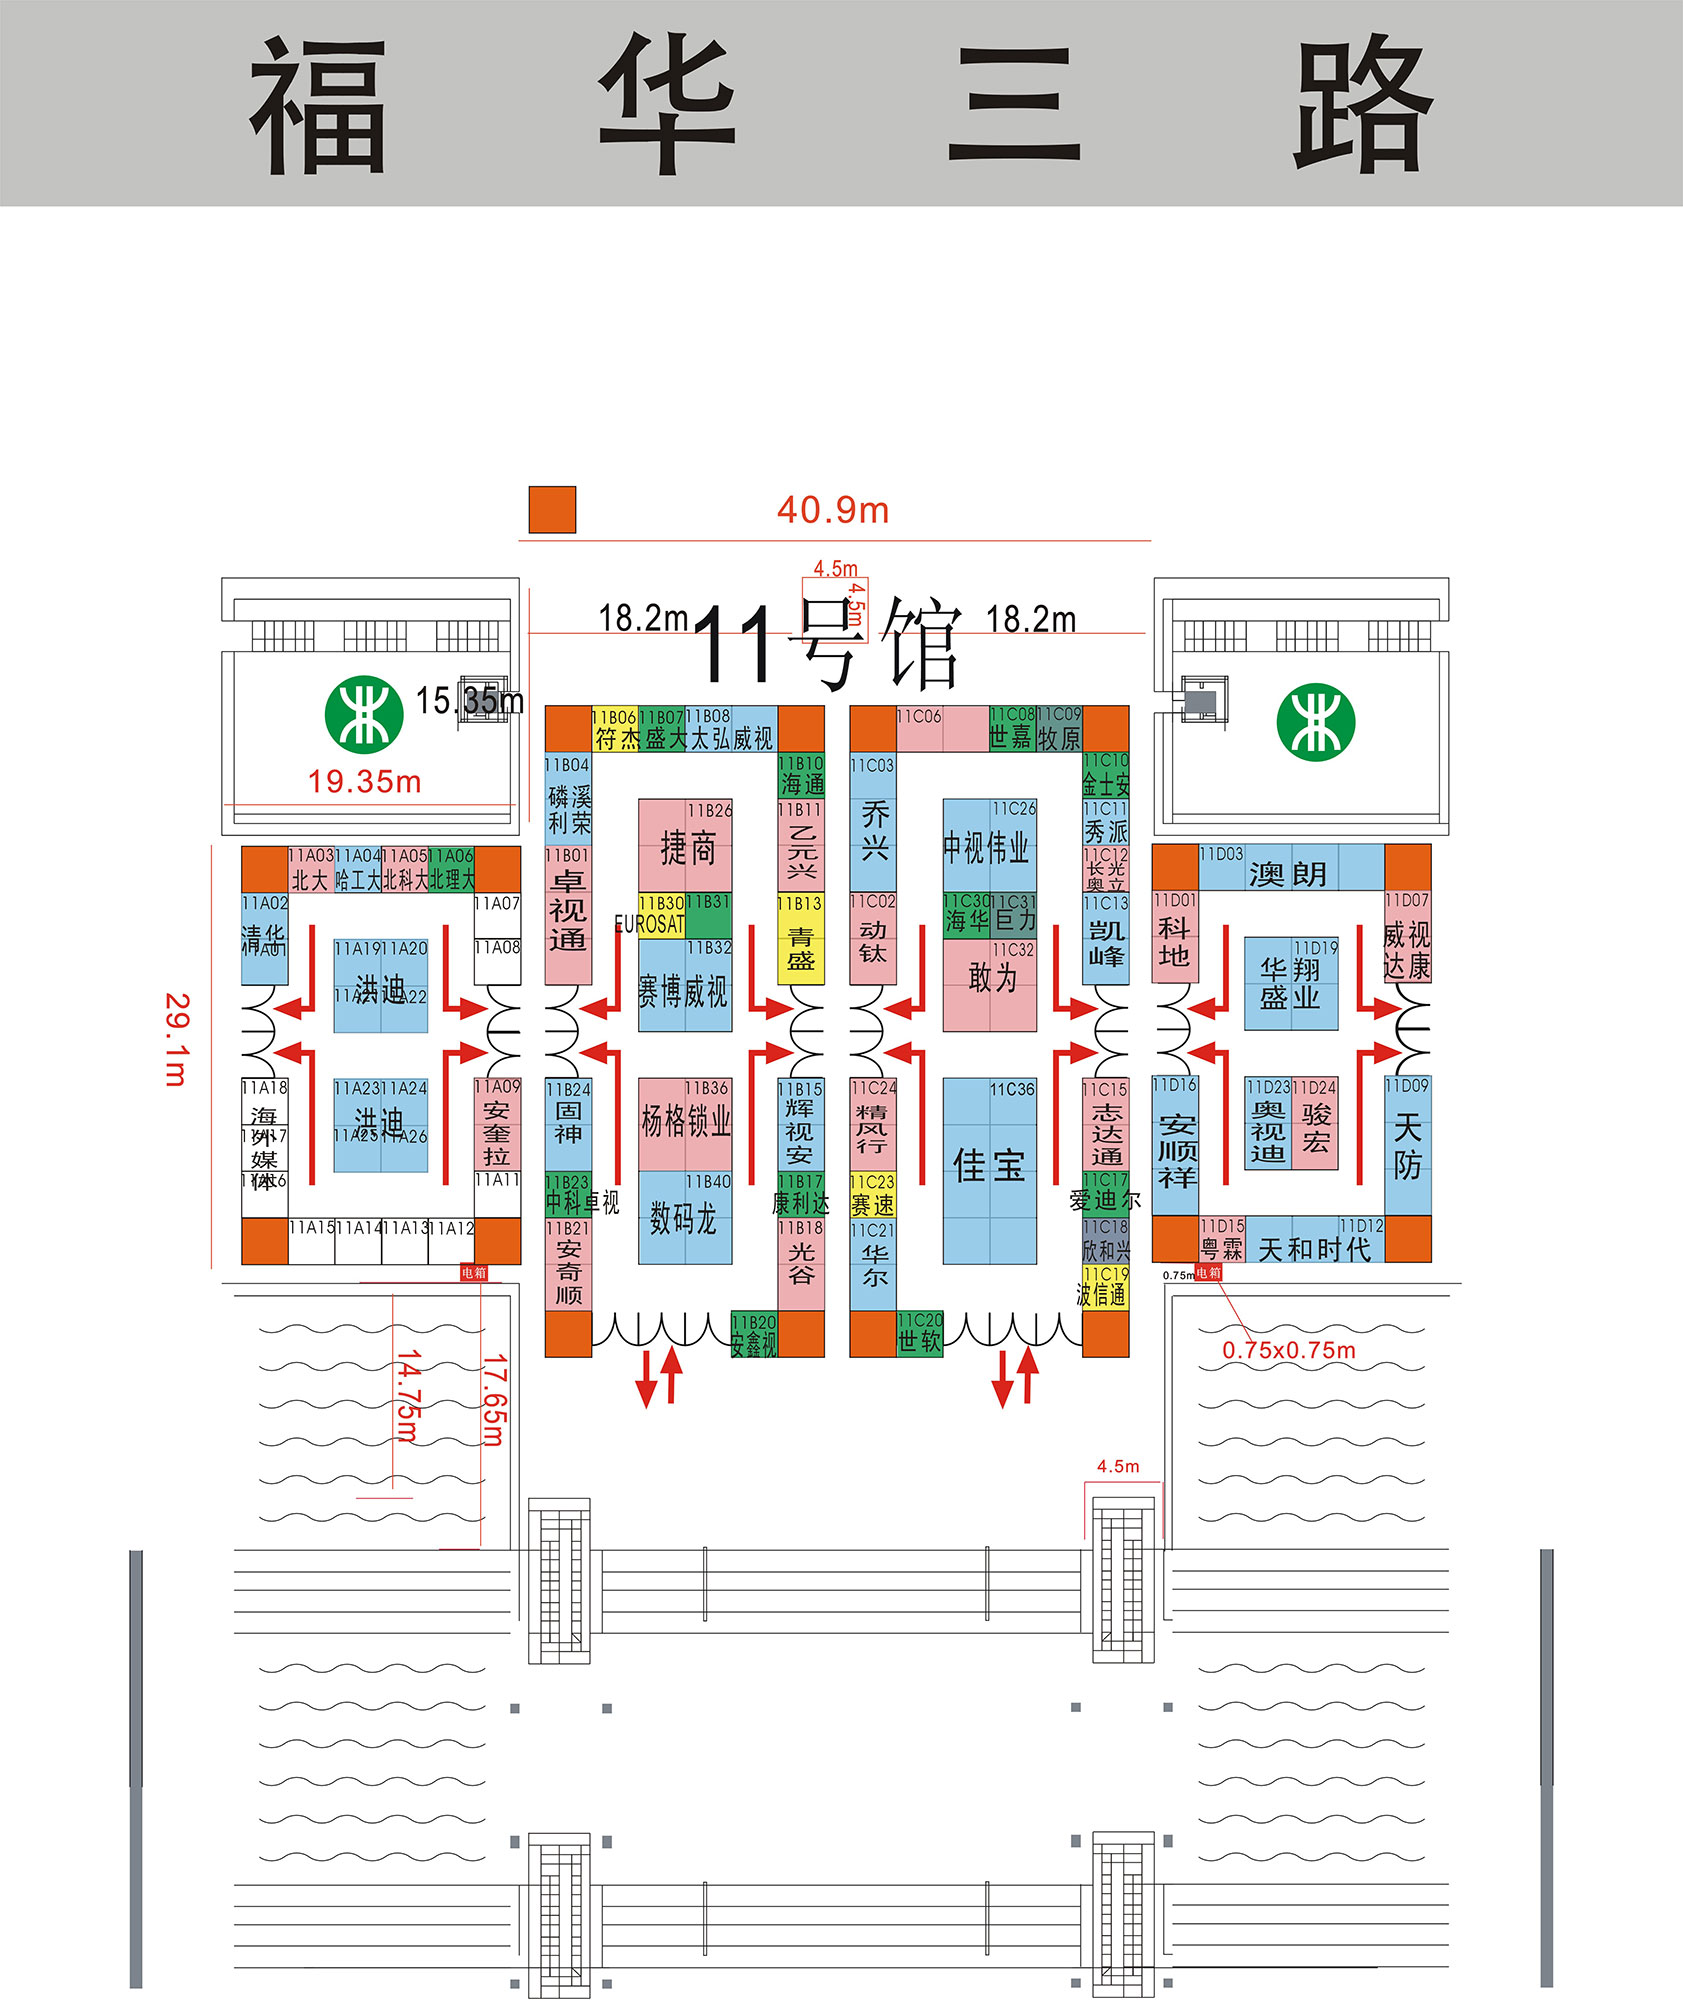 福华三路
40.9m
4.5m
4.5m
18.2m
11号馆
18.2m
15.35m
19.35m
29.1m
11A03
北大
11A04
哈工大
11A05
北科大
11A06
北理大
11A02
清华
11A01
11A07
11A08
11A19
11A20
洪迪
11A21
11A22
11A23
11A24
洪迪
11A25
11A26
11A18
海外媒体
11A17
11A16
11A09
安奎拉
11A11
11A15
11A14
11A13
11A12
电箱
11B06
符杰
11B07
盛大
11B08
太弘威视
11B04
磷溪
利荣
11B10
海通
11B26
捷商
11B11
乙元兴
11B01
卓视通
11B30
EUROSAT
11B31
11B13
青盛
11B32
赛博威视
11B24
固神
11B36
杨格锁业
11B15
辉视安
11B23
中科卓视
11B40
数码龙
11B17
康利达
11B21
安奇顺
11B18
光谷
11B20
安鑫视
11C06
11C08
世嘉
11C09
牧原
11C03
乔兴
11C10
金士安
11C26
中视伟业
11C11
秀派
11C12
长光
奥立
11C02
动钛
11C30
海华
11C31
巨力
11C13
凯峰
11C32
敢为
11C24
精凤行
11C36
佳宝
11C15
志达通
11C23
赛速
11C17
爱迪尔
11C21
华尔
11C18
欣和兴
11C19
波信通
11C20
世软
11D03
澳朗
11D01
科地
11D07
威视
达康
11D19
华翔
盛业
11D16
安顺祥
11D23
奥视迪
11D24
骏宏
11D09
天防
11D15
粤霖
11D12
天和时代
0.75m
电箱
0.75x0.75m
14.75m
17.65m
4.5m